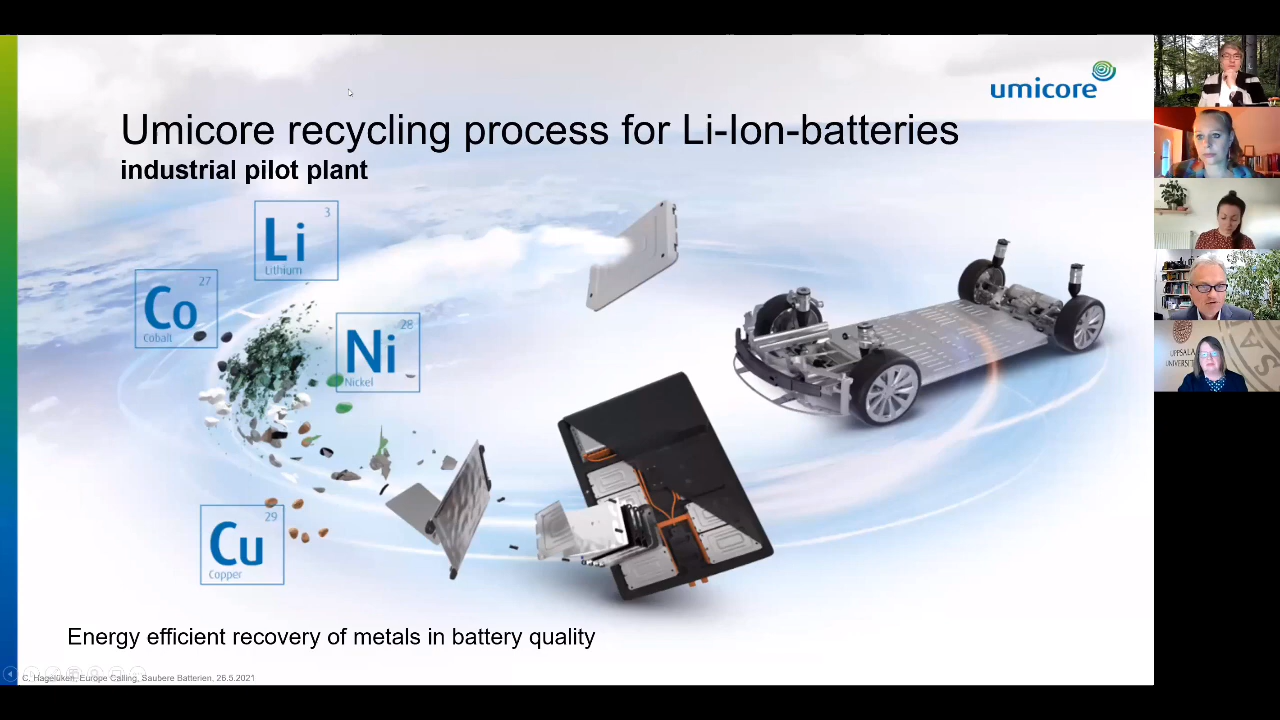 umicore
Umicore recycling process for Li-Ion-batteries
industrial pilot plant
3
Li
Lithium
27
Co
Cobalt
28
Ni
Nickel
29
Cu
Copper
Energy efficient recovery of metals in battery quality
C. Hagelüken, Europe Calling, Saubere Batterien, 26.5.2021
UPPSALA
UNIVERSITET